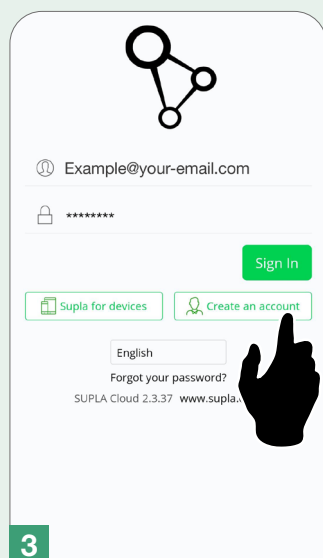 Example@your-email.com
********
Sign In
Supla for devices
Create an account
English
Forgot your password?
SUPLA Cloud 2.3.37 www.supla.
3